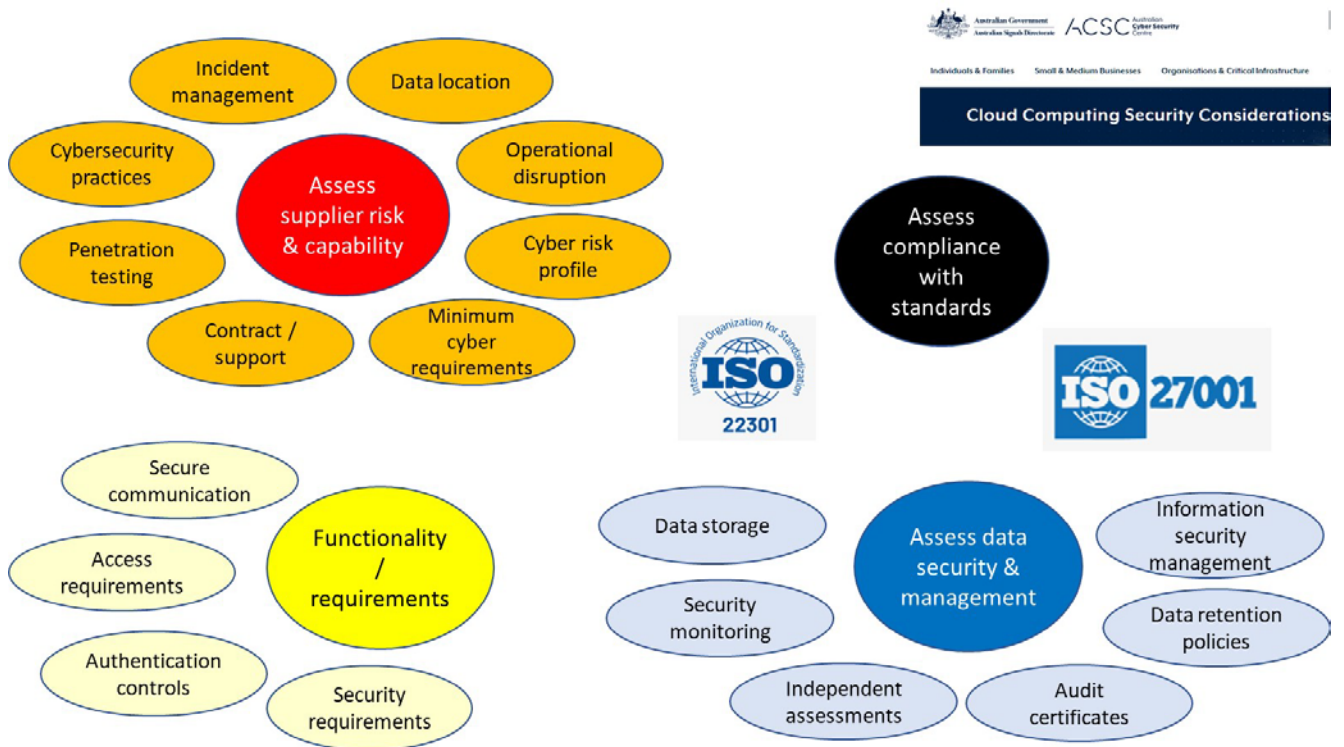 Australian Government
Australian Signals Directorate
ACSC
Australian
Cyber Security
Centre
Individuals & Families
Small & Medium Businesses
Organisations & Critical Infrastructure
Cloud Computing Security Considerations
Incident
management
Data location
Cybersecurity
practices
Operational
disruption
Assess
supplier risk
& capability
Penetration
testing
Cyber risk
profile
Contract /
support
Minimum
cyber
requirements
Assess
compliance
with
standards
International Organization for Standardization
ISO
22301
ISO 27001
Secure
communication
Access
requirements
Functionality
/
requirements
Authentication
controls
Security
requirements
Data storage
Security
monitoring
Assess data
security &
management
Information
security
management
Data retention
policies
Independent
assessments
Audit
certificates